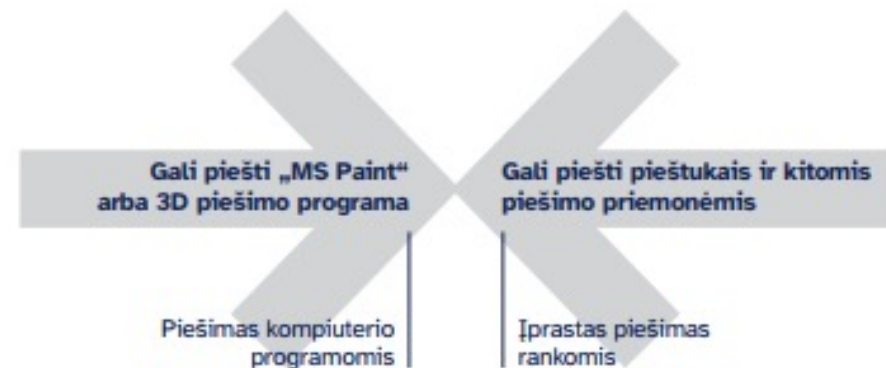 Gali piešti „MS Paint“
arba 3D piešimo programa
Gali piešti pieštukais ir kitomis
piešimo priemonėmis
Piešimas kompiuterio
programomis
Įprastas piešimas
rankomis